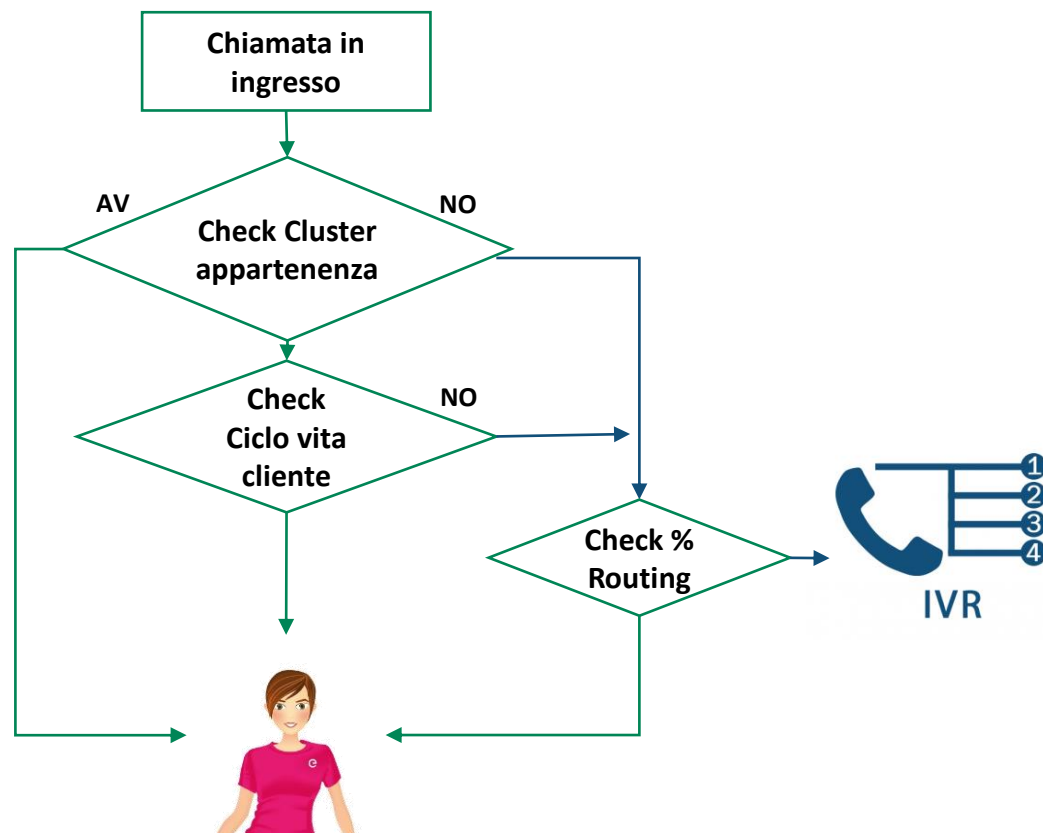 Chiamata in
ingresso
AV
NO
Check Cluster
appartenenza
Check
Ciclo vita
cliente
NO
Check %
Routing
1
2
3
4
IVR
e